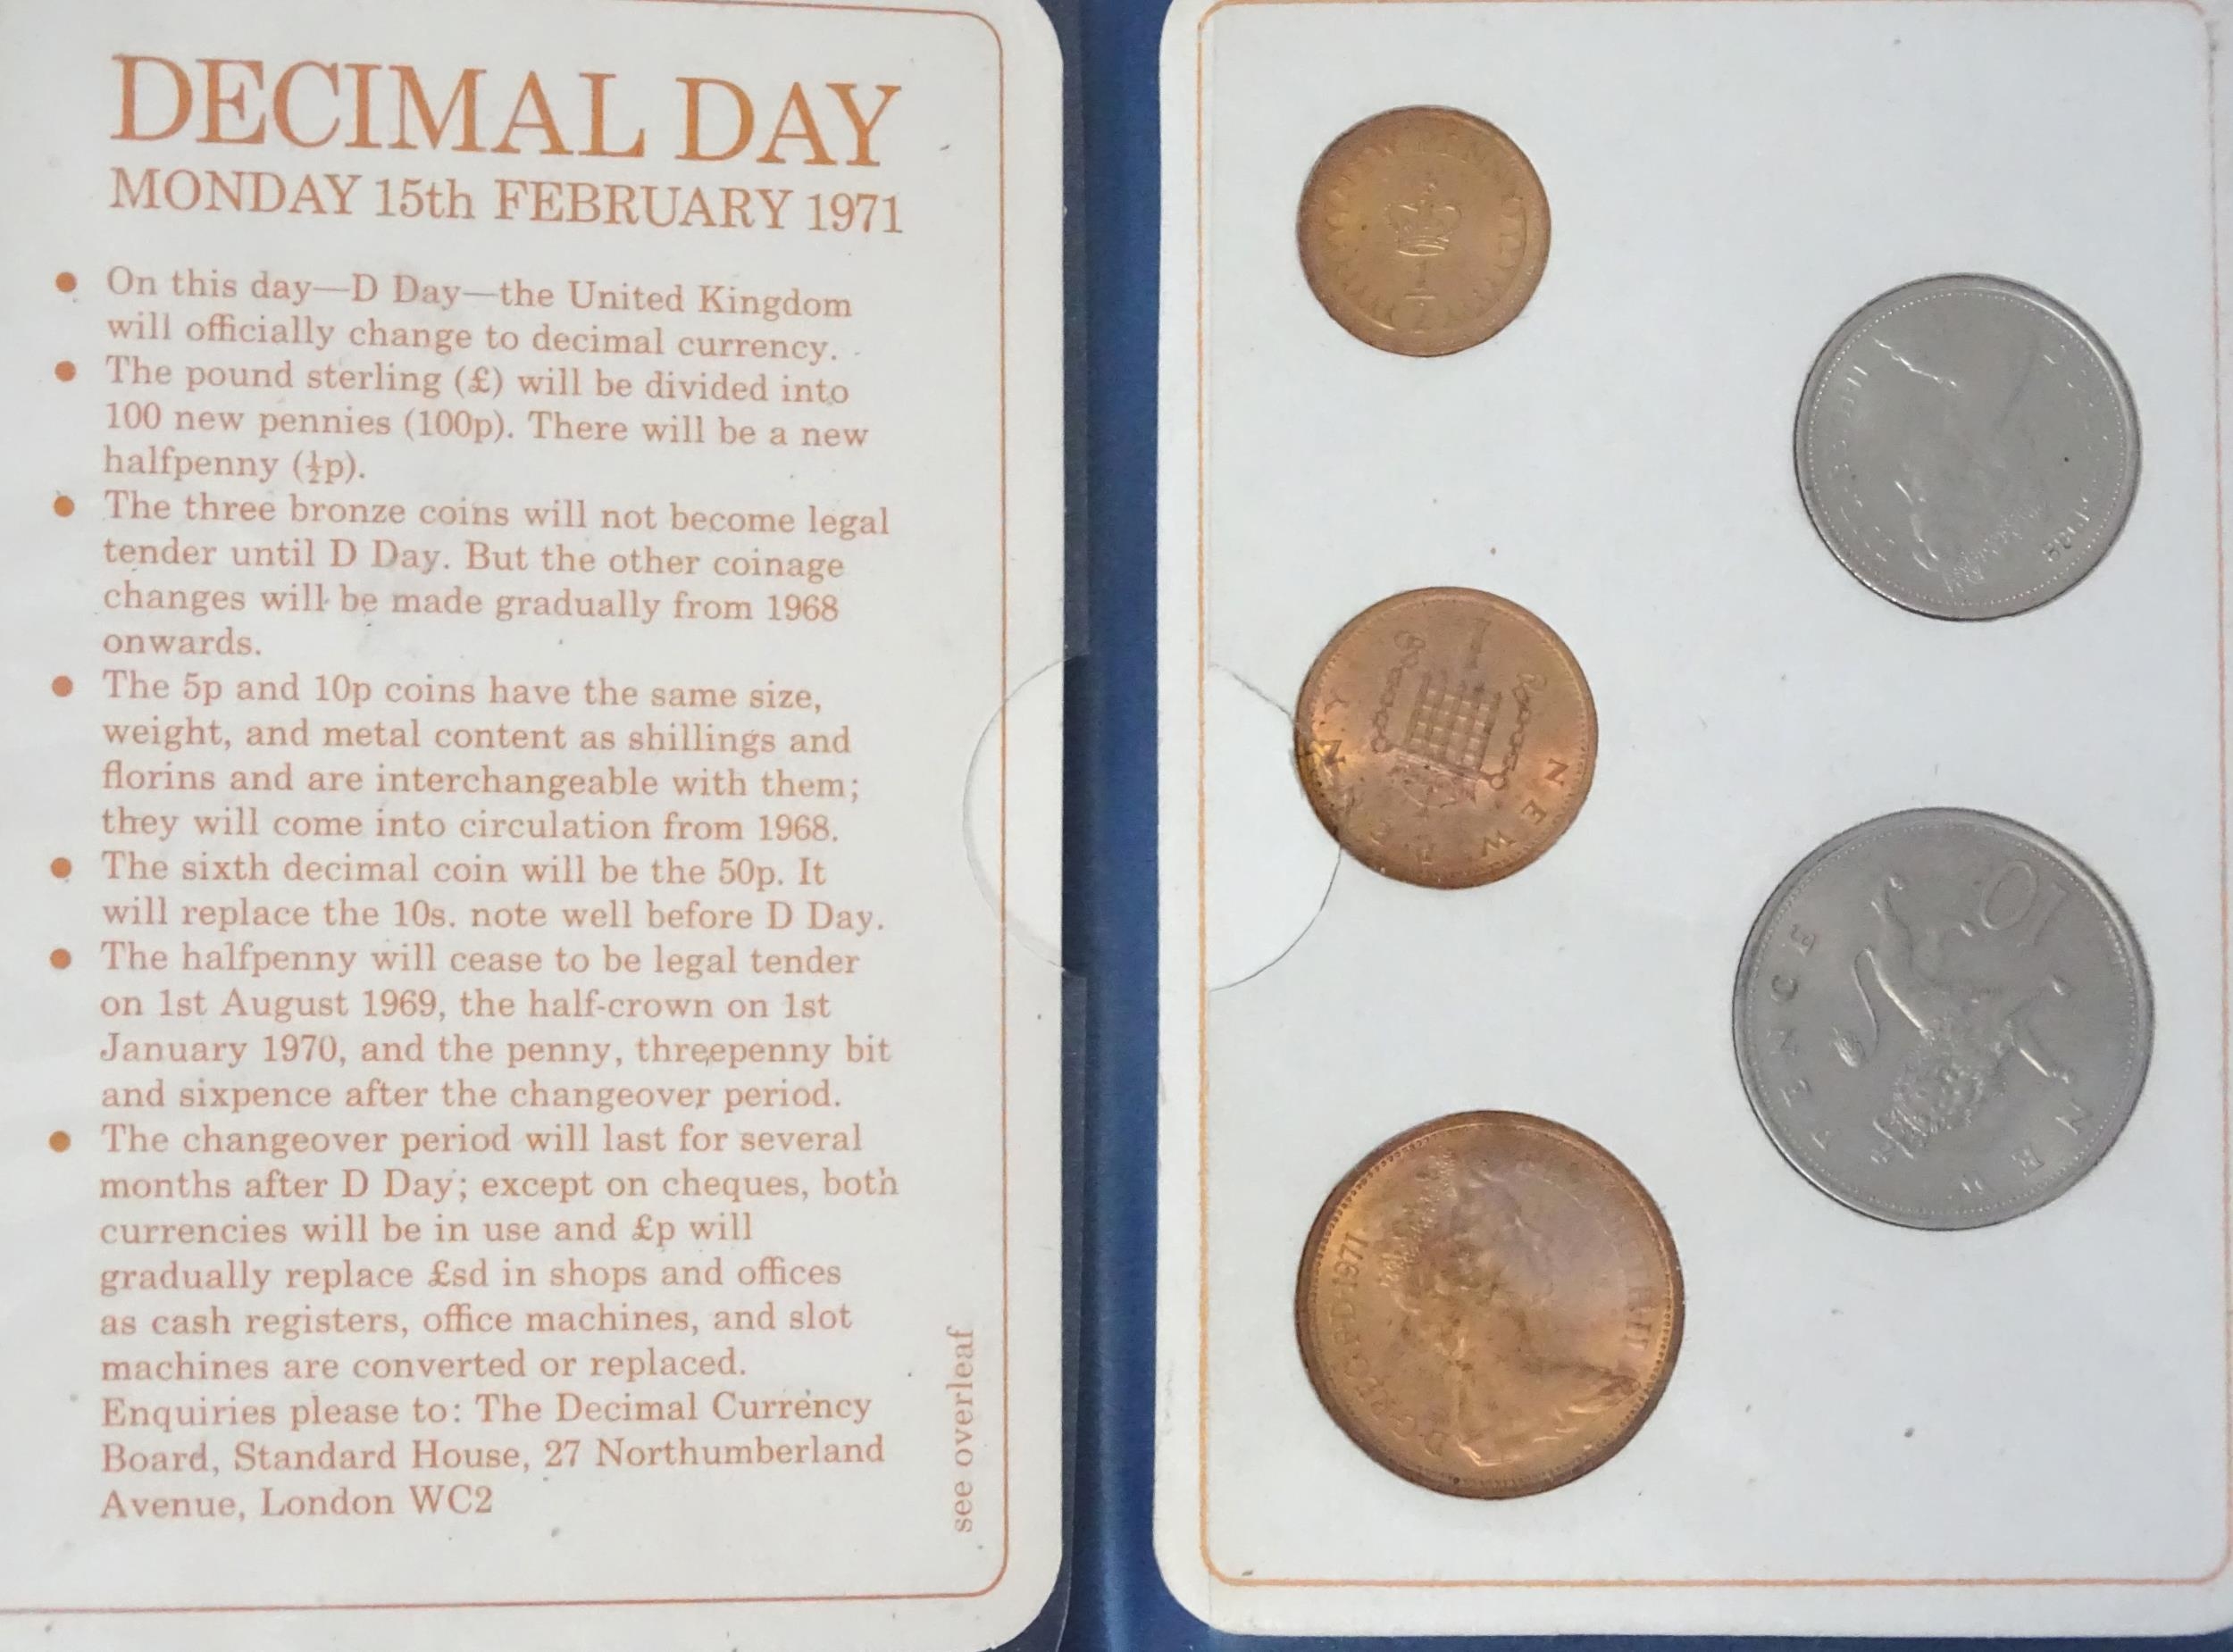 DECIMAL DAY
MONDAY 15th FEBRUARY 1971
● On this day—D Day—the United Kingdom
will officially change to decimal currency.
● The pound sterling (£) will be divided into
100 new pennies (100p). There will be a new
halfpenny (½p).
● The three bronze coins will not become legal
tender until D Day. But the other coinage
changes will be made gradually from 1968
onwards.
● The 5p and 10p coins have the same size,
weight, and metal content as shillings and
florins and are interchangeable with them;
they will come into circulation from 1968.
● The sixth decimal coin will be the 50p. It
will replace the 10s. note well before D Day.
● The halfpenny will cease to be legal tender
on 1st August 1969, the half-crown on 1st
January 1970, and the penny, threepenny bit
and sixpence after the changeover period.
● The changeover period will last for several
months after D Day; except on cheques, both
currencies will be in use and £p will
gradually replace £sd in shops and offices
as cash registers, office machines, and slot
machines are converted or replaced.
Enquiries please to: The Decimal Currency
Board, Standard House, 27 Northumberland
Avenue, London WC2
see overleaf
½
1
NEW PENNY
D·G·REG·F·D·1971
10
NEW PENCE